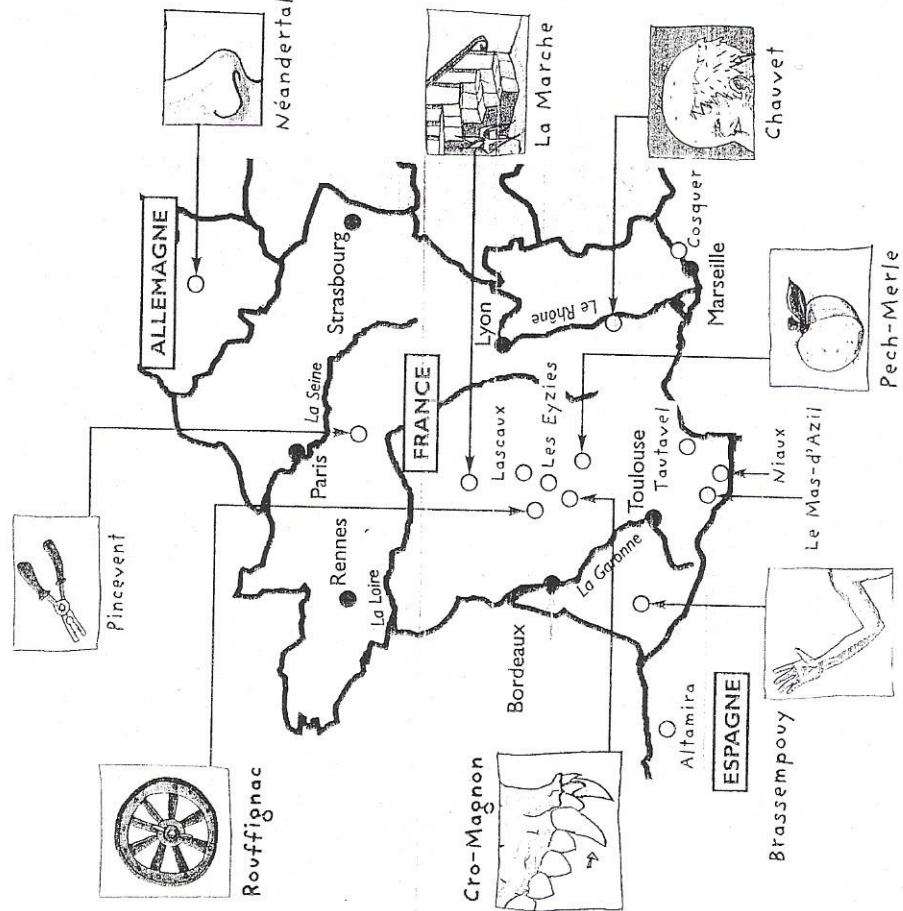 Néandertal
La Marche
Chauvet
ALLEMAGNE
Strasbourg
Lyon
Le Rhône
Cosquer
Marseille
Pech-Merle
La Seine
Paris
FRANCE
Lascaux
Les Eyzies
Toulouse
Tautavel
Niaux
Le Mas-d'Azil
Pincevent
Rennes
La Loire
La Garonne
Bordeaux
Altamira
ESPAGNE
Brassempouy
Rouffignac
Cro-Magnon